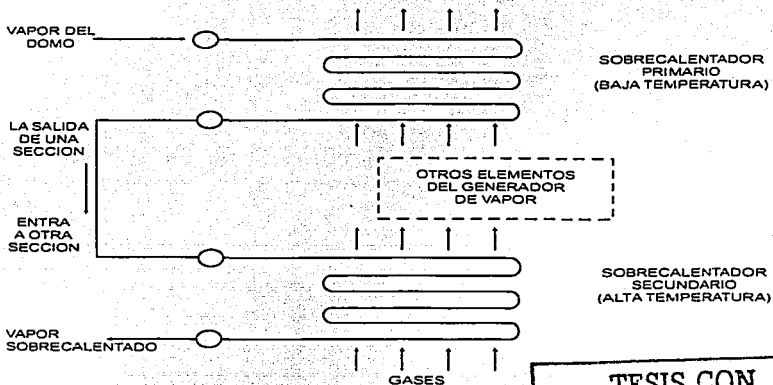 VAPOR DEL
DOMO
SOBRECALENTADOR
PRIMARIO
(BAJA TEMPERATURA)
LA SALIDA
DE UNA
SECCION
OTROS ELEMENTOS
DEL GENERADOR
DE VAPOR
ENTRA
A OTRA
SECCION
SOBRECALENTADOR
SECUNDARIO
(ALTA TEMPERATURA)
VAPOR
SOBRECALENTADO
GASES
TESIS CON